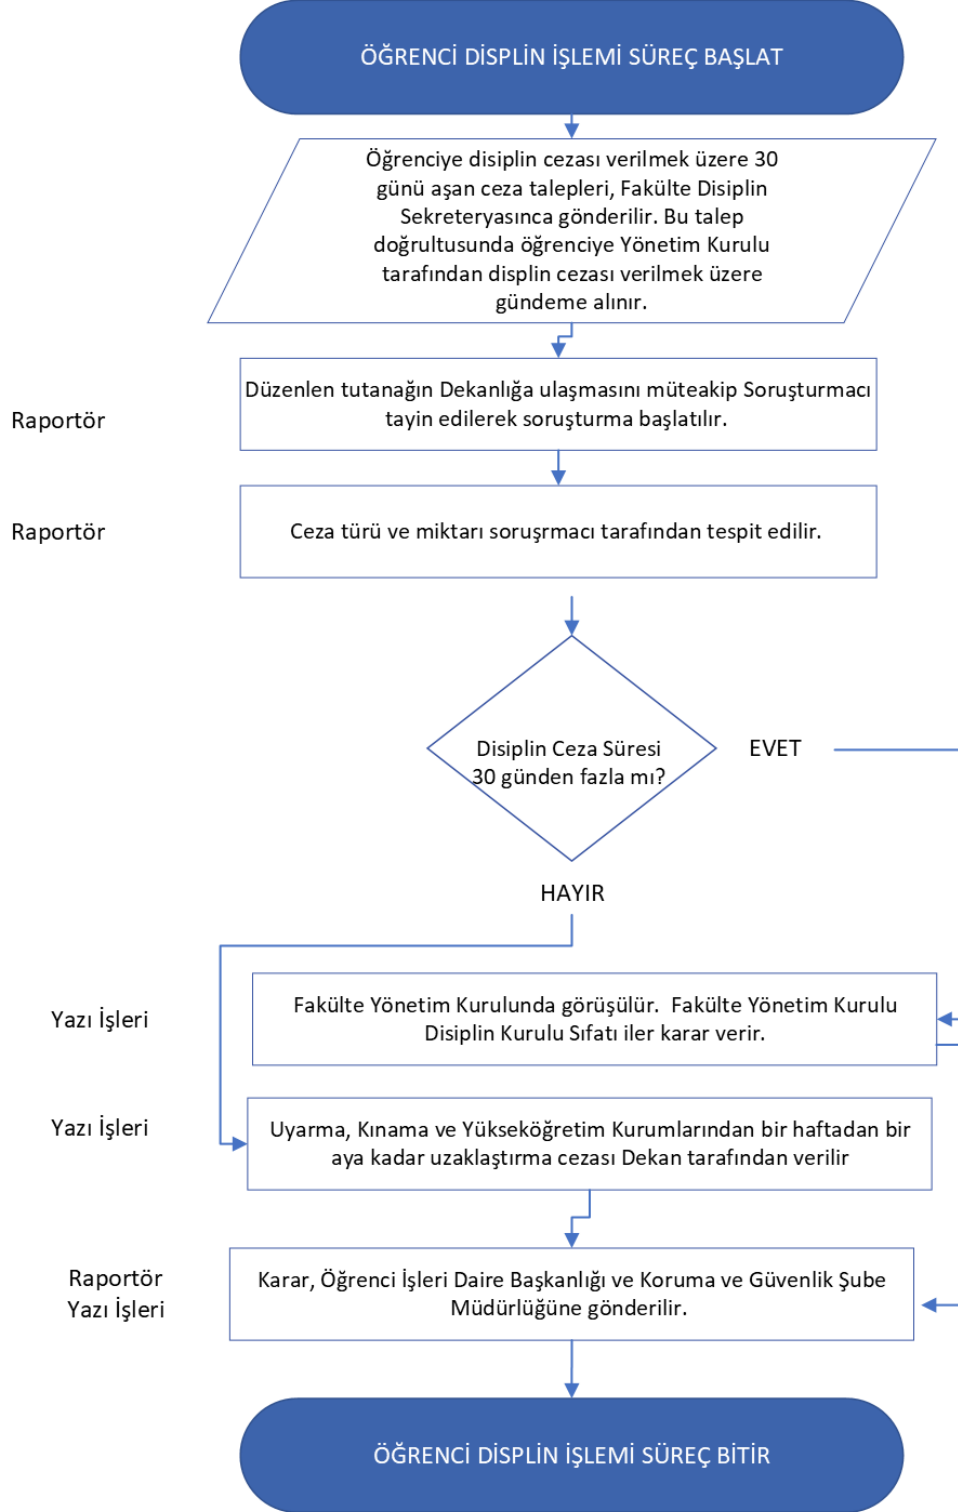 ÖĞRENCİ DİSPLİN İŞLEMİ SÜREÇ BAŞLAT
Öğrenciye disiplin cezası verilmek üzere 30
günü aşan ceza talepleri, Fakülte Disiplin
Sekreteryasınca gönderilir. Bu talep
doğrultusunda öğrenciye Yönetim Kurulu
tarafından displin cezası verilmek üzere
gündeme alınır.
Düzenlen tutanağın Dekanlığa ulaşmasını müteakip Soruşturmacı
tayin edilerek soruşturma başlatılır.
Raportör
Raportör
Ceza türü ve miktarı soruşrmacı tarafından tespit edilir.
Disiplin Ceza Süresi
30 günden fazla mı?
EVET
HAYIR
Yazı İşleri
Fakülte Yönetim Kurulunda görüşülür. Fakülte Yönetim Kurulu
Disiplin Kurulu Sıfatı iler karar verir.
Yazı İşleri
Uyarma, Kınama ve Yükseköğretim Kurumlarından bir haftadan bir
aya kadar uzaklaştırma cezası Dekan tarafından verilir
Raportör
Yazı İşleri
Karar, Öğrenci İşleri Daire Başkanlığı ve Koruma ve Güvenlik Şube
Müdürlüğüne gönderilir.
ÖĞRENCİ DİSPLİN İŞLEMİ SÜREÇ BİTİR